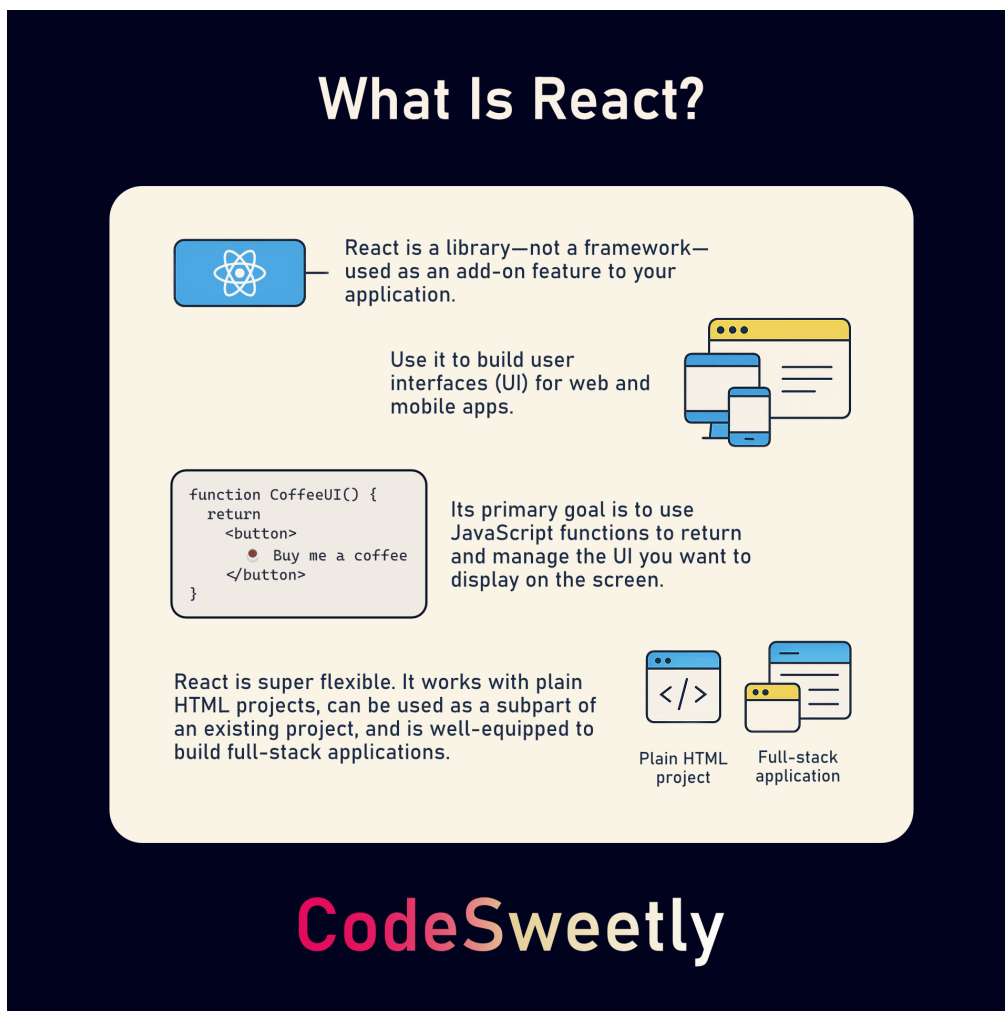 What Is React?
React is a library—not a framework—
used as an add-on feature to your
application.
Use it to build user
interfaces (UI) for web and
mobile apps.
function CoffeeUI() {
return
<button>
☕ Buy me a coffee
</button>
}
Its primary goal is to use
JavaScript functions to return
and manage the UI you want to
display on the screen.
React is super flexible. It works with plain
HTML projects, can be used as a subpart of
an existing project, and is well-equipped to
build full-stack applications.
</>
Plain HTML
project
Full-stack
application
CodeSweetly